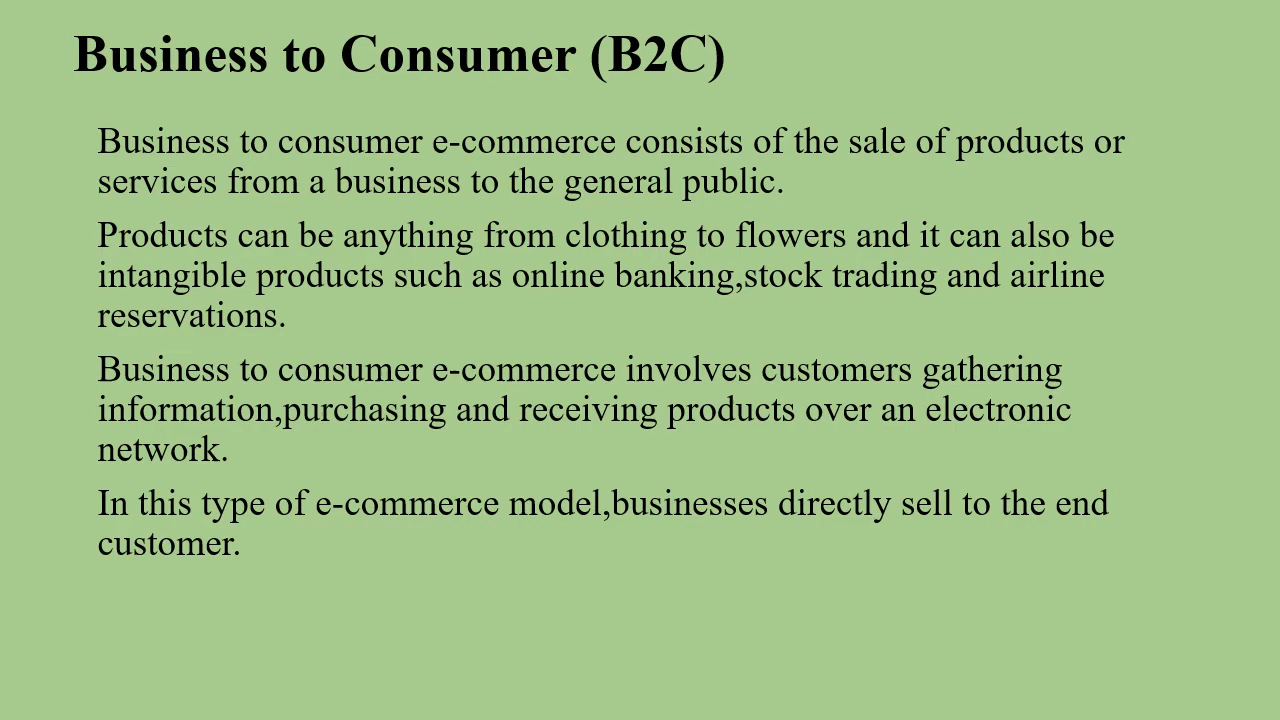 Business to Consumer (B2C)
Business to consumer e-commerce consists of the sale of products or
services from a business to the general public.
Products can be anything from clothing to flowers and it can also be
intangible products such as online banking,stock trading and airline
reservations.
Business to consumer e-commerce involves customers gathering
information,purchasing and receiving products over an electronic
network.
In this type of e-commerce model,businesses directly sell to the end
customer.